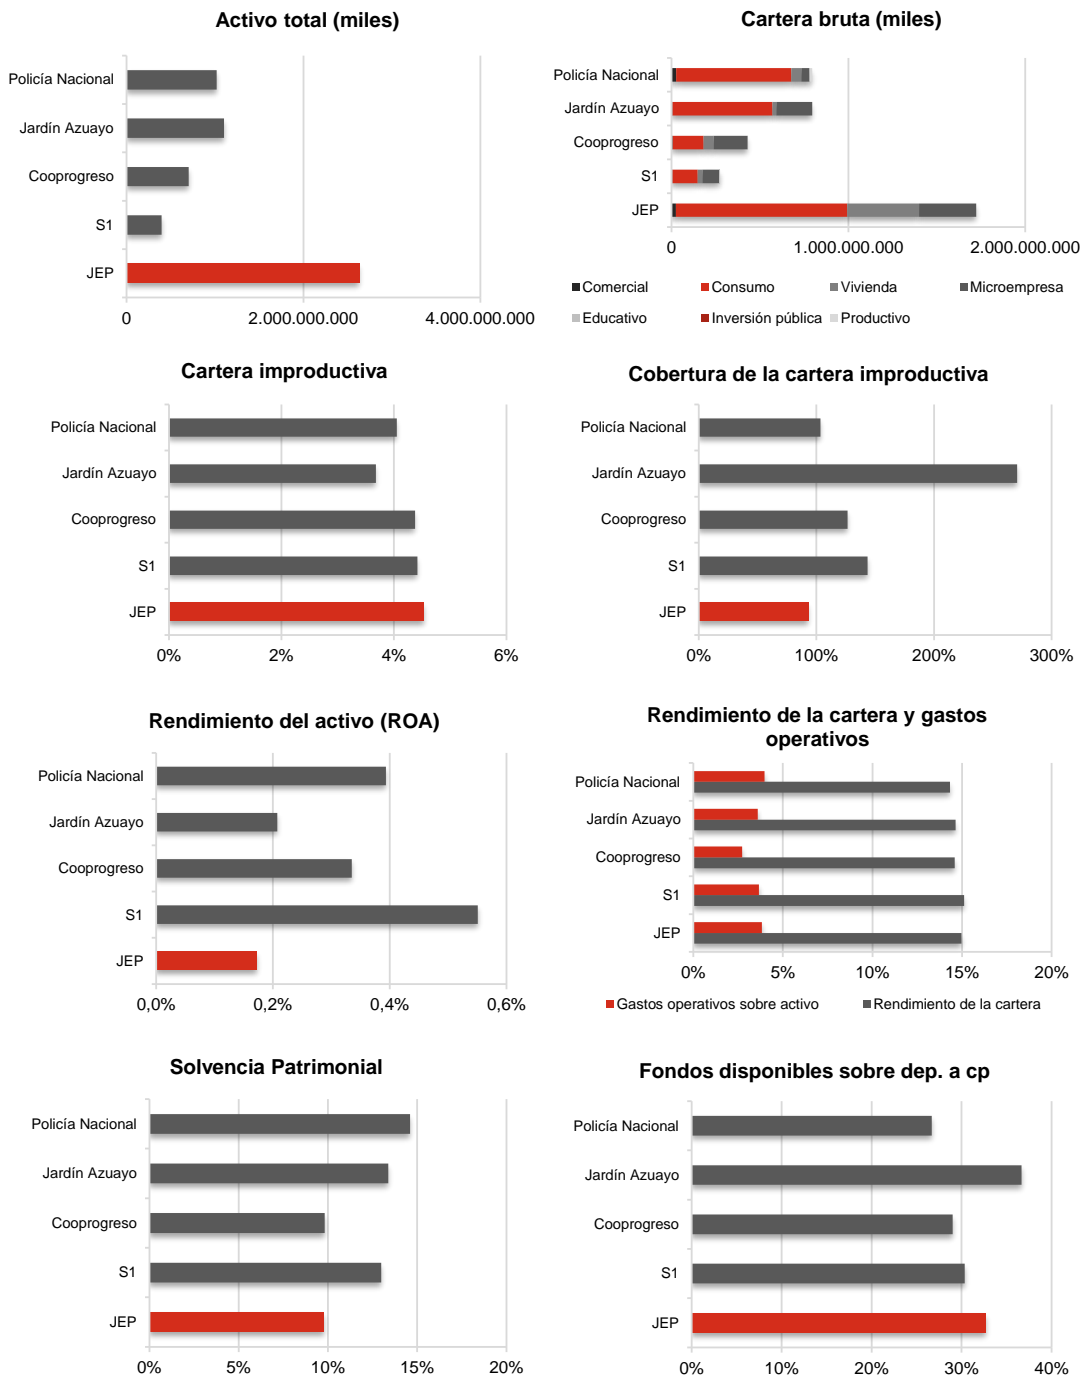 Activo total (miles)
Policía Nacional
Jardín Azuayo
Cooprogreso
S1
JEP
0
2.000.000.000
4.000.000.000
Cartera bruta (miles)
Policía Nacional
Jardín Azuayo
Cooprogreso
S1
JEP
0
1.000.000.000
2.000.000.000
Comercial
Consumo
Vivienda
Microempresa
Educativo
Inversión pública
Productivo
Cartera improductiva
Policía Nacional
Jardín Azuayo
Cooprogreso
S1
JEP
0%
2%
4%
6%
Cobertura de la cartera improductiva
Policía Nacional
Jardín Azuayo
Cooprogreso
S1
JEP
0%
100%
200%
300%
Rendimiento del activo (ROA)
Policía Nacional
Jardín Azuayo
Cooprogreso
S1
JEP
0,0%
0,2%
0,4%
0,6%
Rendimiento de la cartera y gastos
operativos
Policía Nacional
Jardín Azuayo
Cooprogreso
S1
JEP
0%
5%
10%
15%
20%
Gastos operativos sobre activo
Rendimiento de la cartera
Solvencia Patrimonial
Policía Nacional
Jardín Azuayo
Cooprogreso
S1
JEP
0%
5%
10%
15%
20%
Fondos disponibles sobre dep. a cp
Policía Nacional
Jardín Azuayo
Cooprogreso
S1
JEP
0%
10%
20%
30%
40%